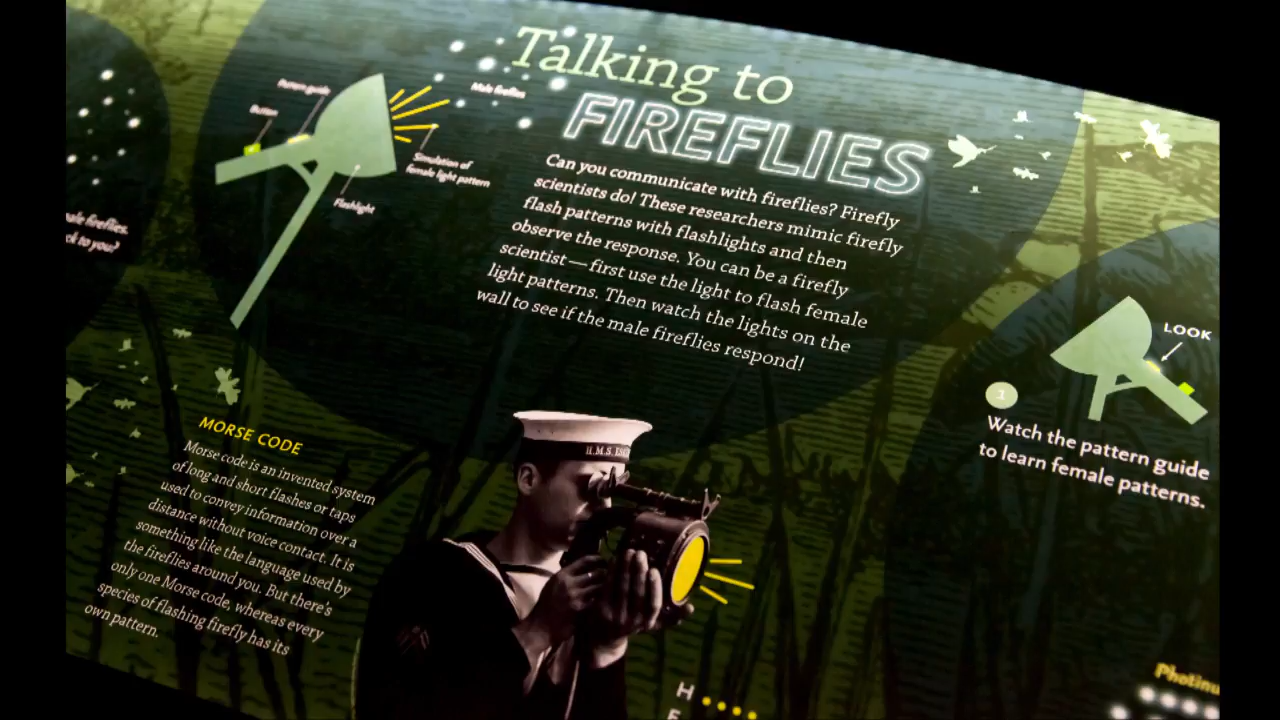 Talking to
FIREFLIES
Can you communicate with fireflies? Firefly
scientists do! These researchers mimic firefly
flash patterns with flashlights and then
observe the response. You can be a firefly
scientist — first use the light to flash female
light patterns. Then watch the lights on the
wall to see if the male fireflies respond!
Pattern guide
Button
Male fireflies
Simulation of
female light pattern
Flashlight
fireflies.
to you?
MORSE CODE
Morse code is an invented system
of long and short flashes or taps
used to convey information over a
distance without voice contact. It is
something like the language used by
the fireflies around you. But there's
only one Morse code, whereas every
species of flashing firefly has its
own pattern.
H.M.S.
LOOK
1
Watch the pattern guide
to learn female patterns.
H